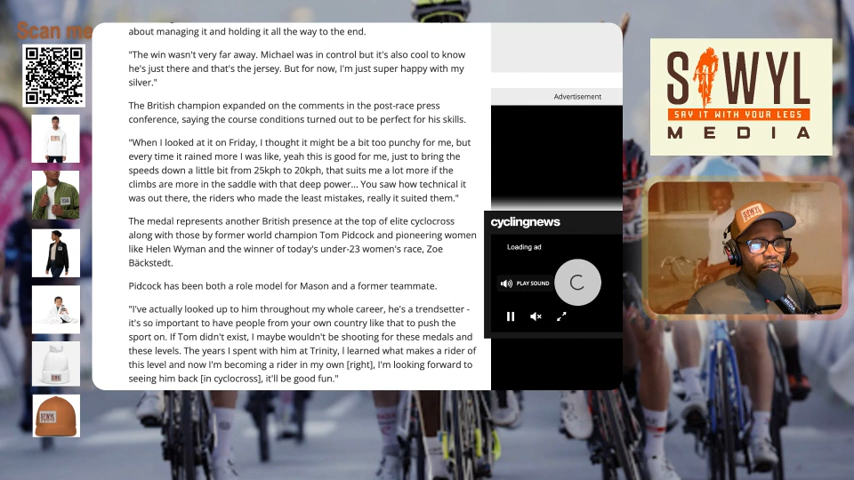 Scan me
about managing it and holding it all the way to the end.
"The win wasn't very far away. Michael was in control but it's also cool to know
he's just there and that's the jersey. But for now, I'm just super happy with my
silver."
The British champion expanded on the comments in the post-race press
conference, saying the course conditions turned out to be perfect for his skills.
"When I looked at it on Friday, I thought it might be a bit too punchy for me, but
every time it rained more I was like, yeah this is good for me, just to bring the
speeds down a little bit from 25kph to 20kph, that suits me a lot more if the
climbs are more in the saddle with that deep power... You saw how technical it
was out there, the riders who made the least mistakes, really it suited them."
The medal represents another British presence at the top of elite cyclocross
along with those by former world champion Tom Pidcock and pioneering women
like Helen Wyman and the winner of today's under-23 women's race, Zoe
Bäckstedt.
Pidcock has been both a role model for Mason and a former teammate.
"I've actually looked up to him throughout my whole career, he's a trendsetter -
it's so important to have people from your own country like that to push the
sport on. If Tom didn't exist, I maybe wouldn't be shooting for these medals and
these levels. The years I spent with him at Trinity, I learned what makes a rider of
this level and now I'm becoming a rider in my own [right], I'm looking forward to
seeing him back [in cyclocross], it'll be good fun."
Advertisement
cyclingnews
Loading ad
PLAY SOUND
SIWYL
SAY IT WITH YOUR LEGS
MEDIA